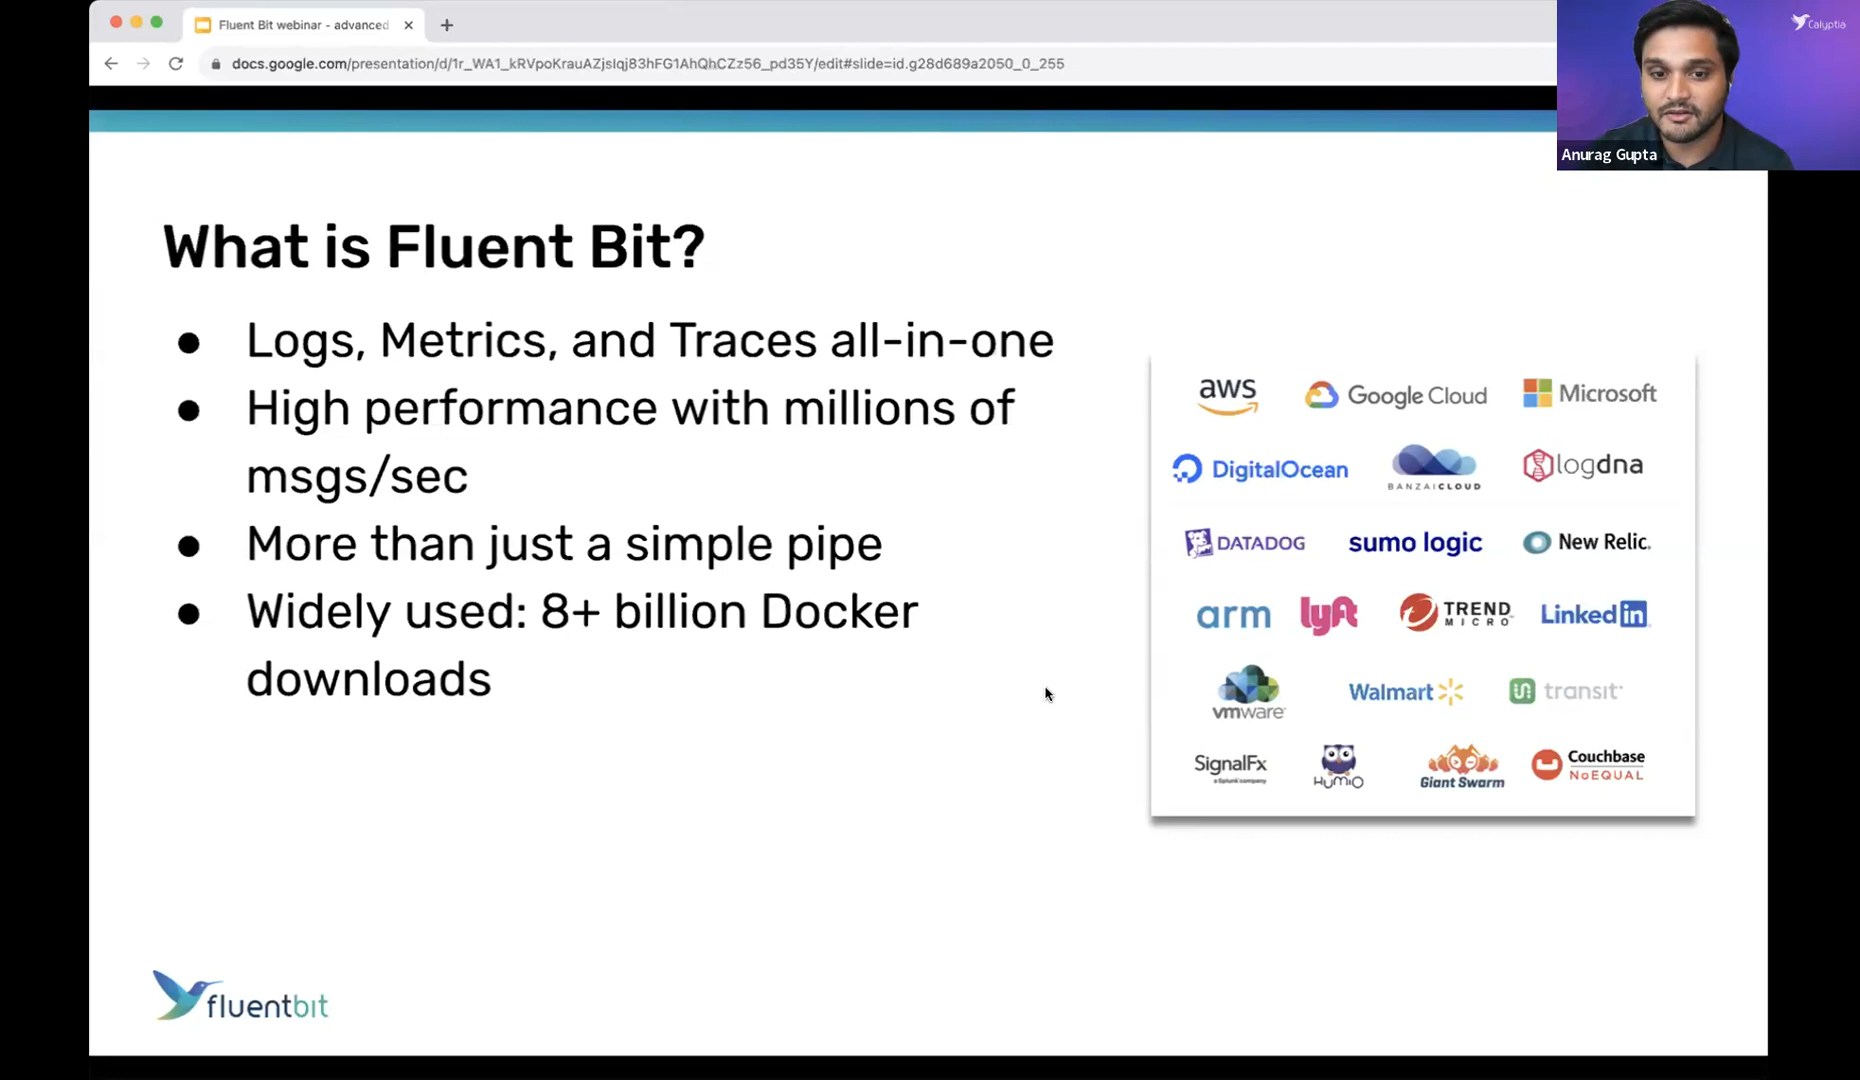 Fluent Bit webinar - advanced
docs.google.com/presentation/d/1r_WA1_kRVpoKrauAZjsIqj83hFG1AhQhCZz56_pd35Y/edit#slide=id.g28d689a2050_0_255
Calyptia
Anurag Gupta
What is Fluent Bit?
● Logs, Metrics, and Traces all-in-one
● High performance with millions of
msgs/sec
● More than just a simple pipe
● Widely used: 8+ billion Docker
downloads
aws Google Cloud Microsoft
DigitalOcean BANZAICLOUD logdna
DATADOG sumo logic New Relic.
arm lyft TREND MICRO LinkedIn
vmware Walmart transit
SignalFx a Splunk company HUMIO Giant Swarm Couchbase NoEQUAL
fluentbit